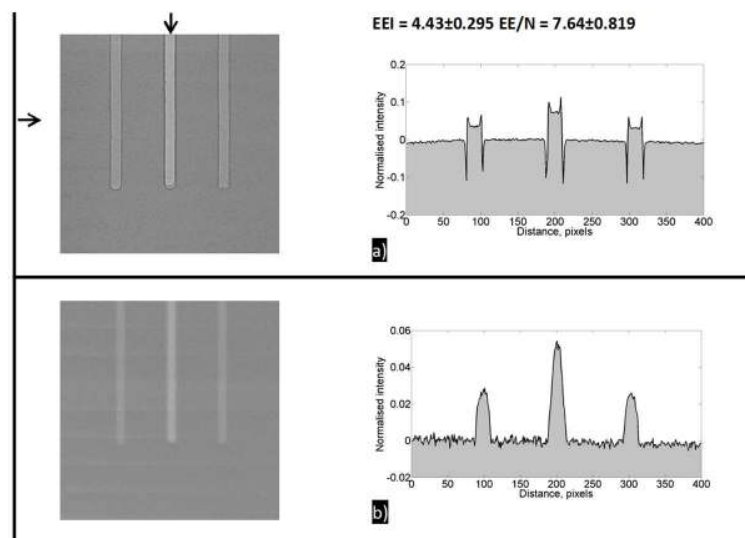 EEI = 4.43±0.295 EE/N = 7.64±0.819
Normalised intensity
0.2
0.1
0
-0.1
-0.2
0 50 100 150 200 250 300 350 400
Distance, pixels
a)
Normalised intensity
0.06
0.04
0.02
0
-0.02
0 50 100 150 200 250 300 350 400
Distance, pixels
b)